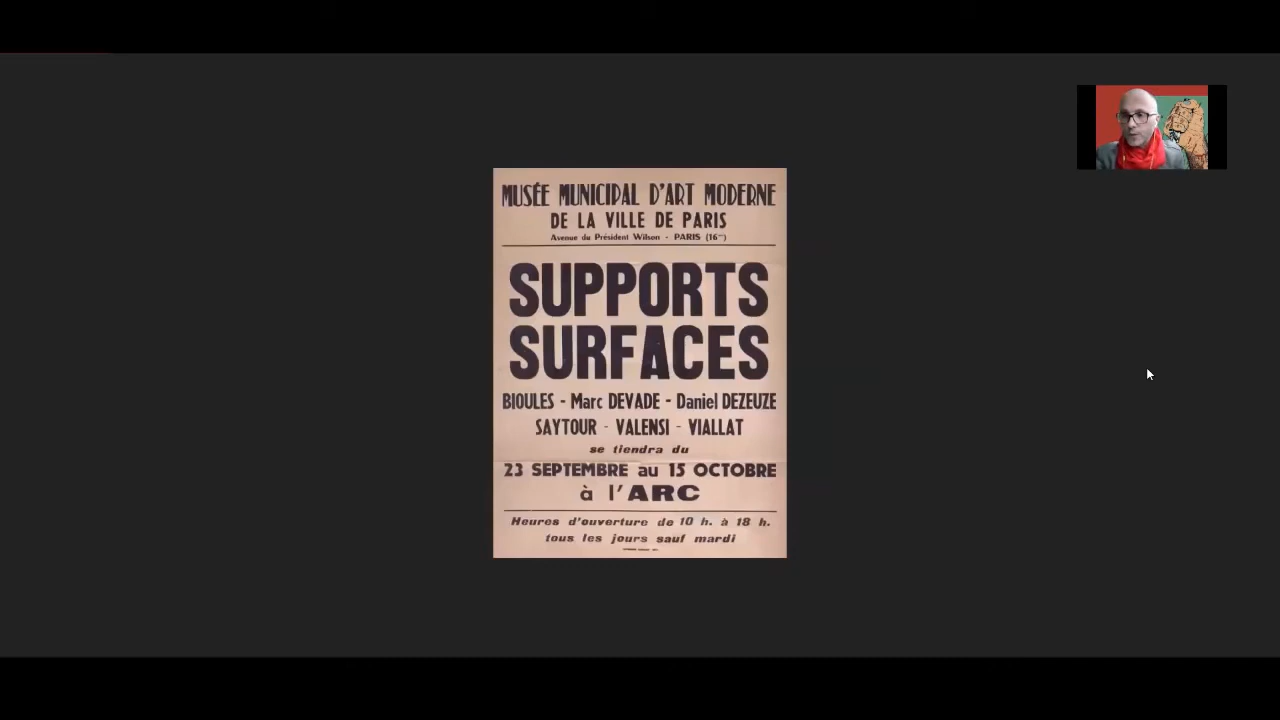 MUSÉE MUNICIPAL D'ART MODERNE
DE LA VILLE DE PARIS
Avenue du Président Wilson - PARIS (16me)
SUPPORTS
SURFACES
BIOULES - Marc DEVADE - Daniel DEZEUZE
SAYTOUR - VALENSI - VIALLAT
se tiendra du
23 SEPTEMBRE au 15 OCTOBRE
à l'ARC
Heures d'ouverture de 10 h. à 18 h.
tous les jours sauf mardi